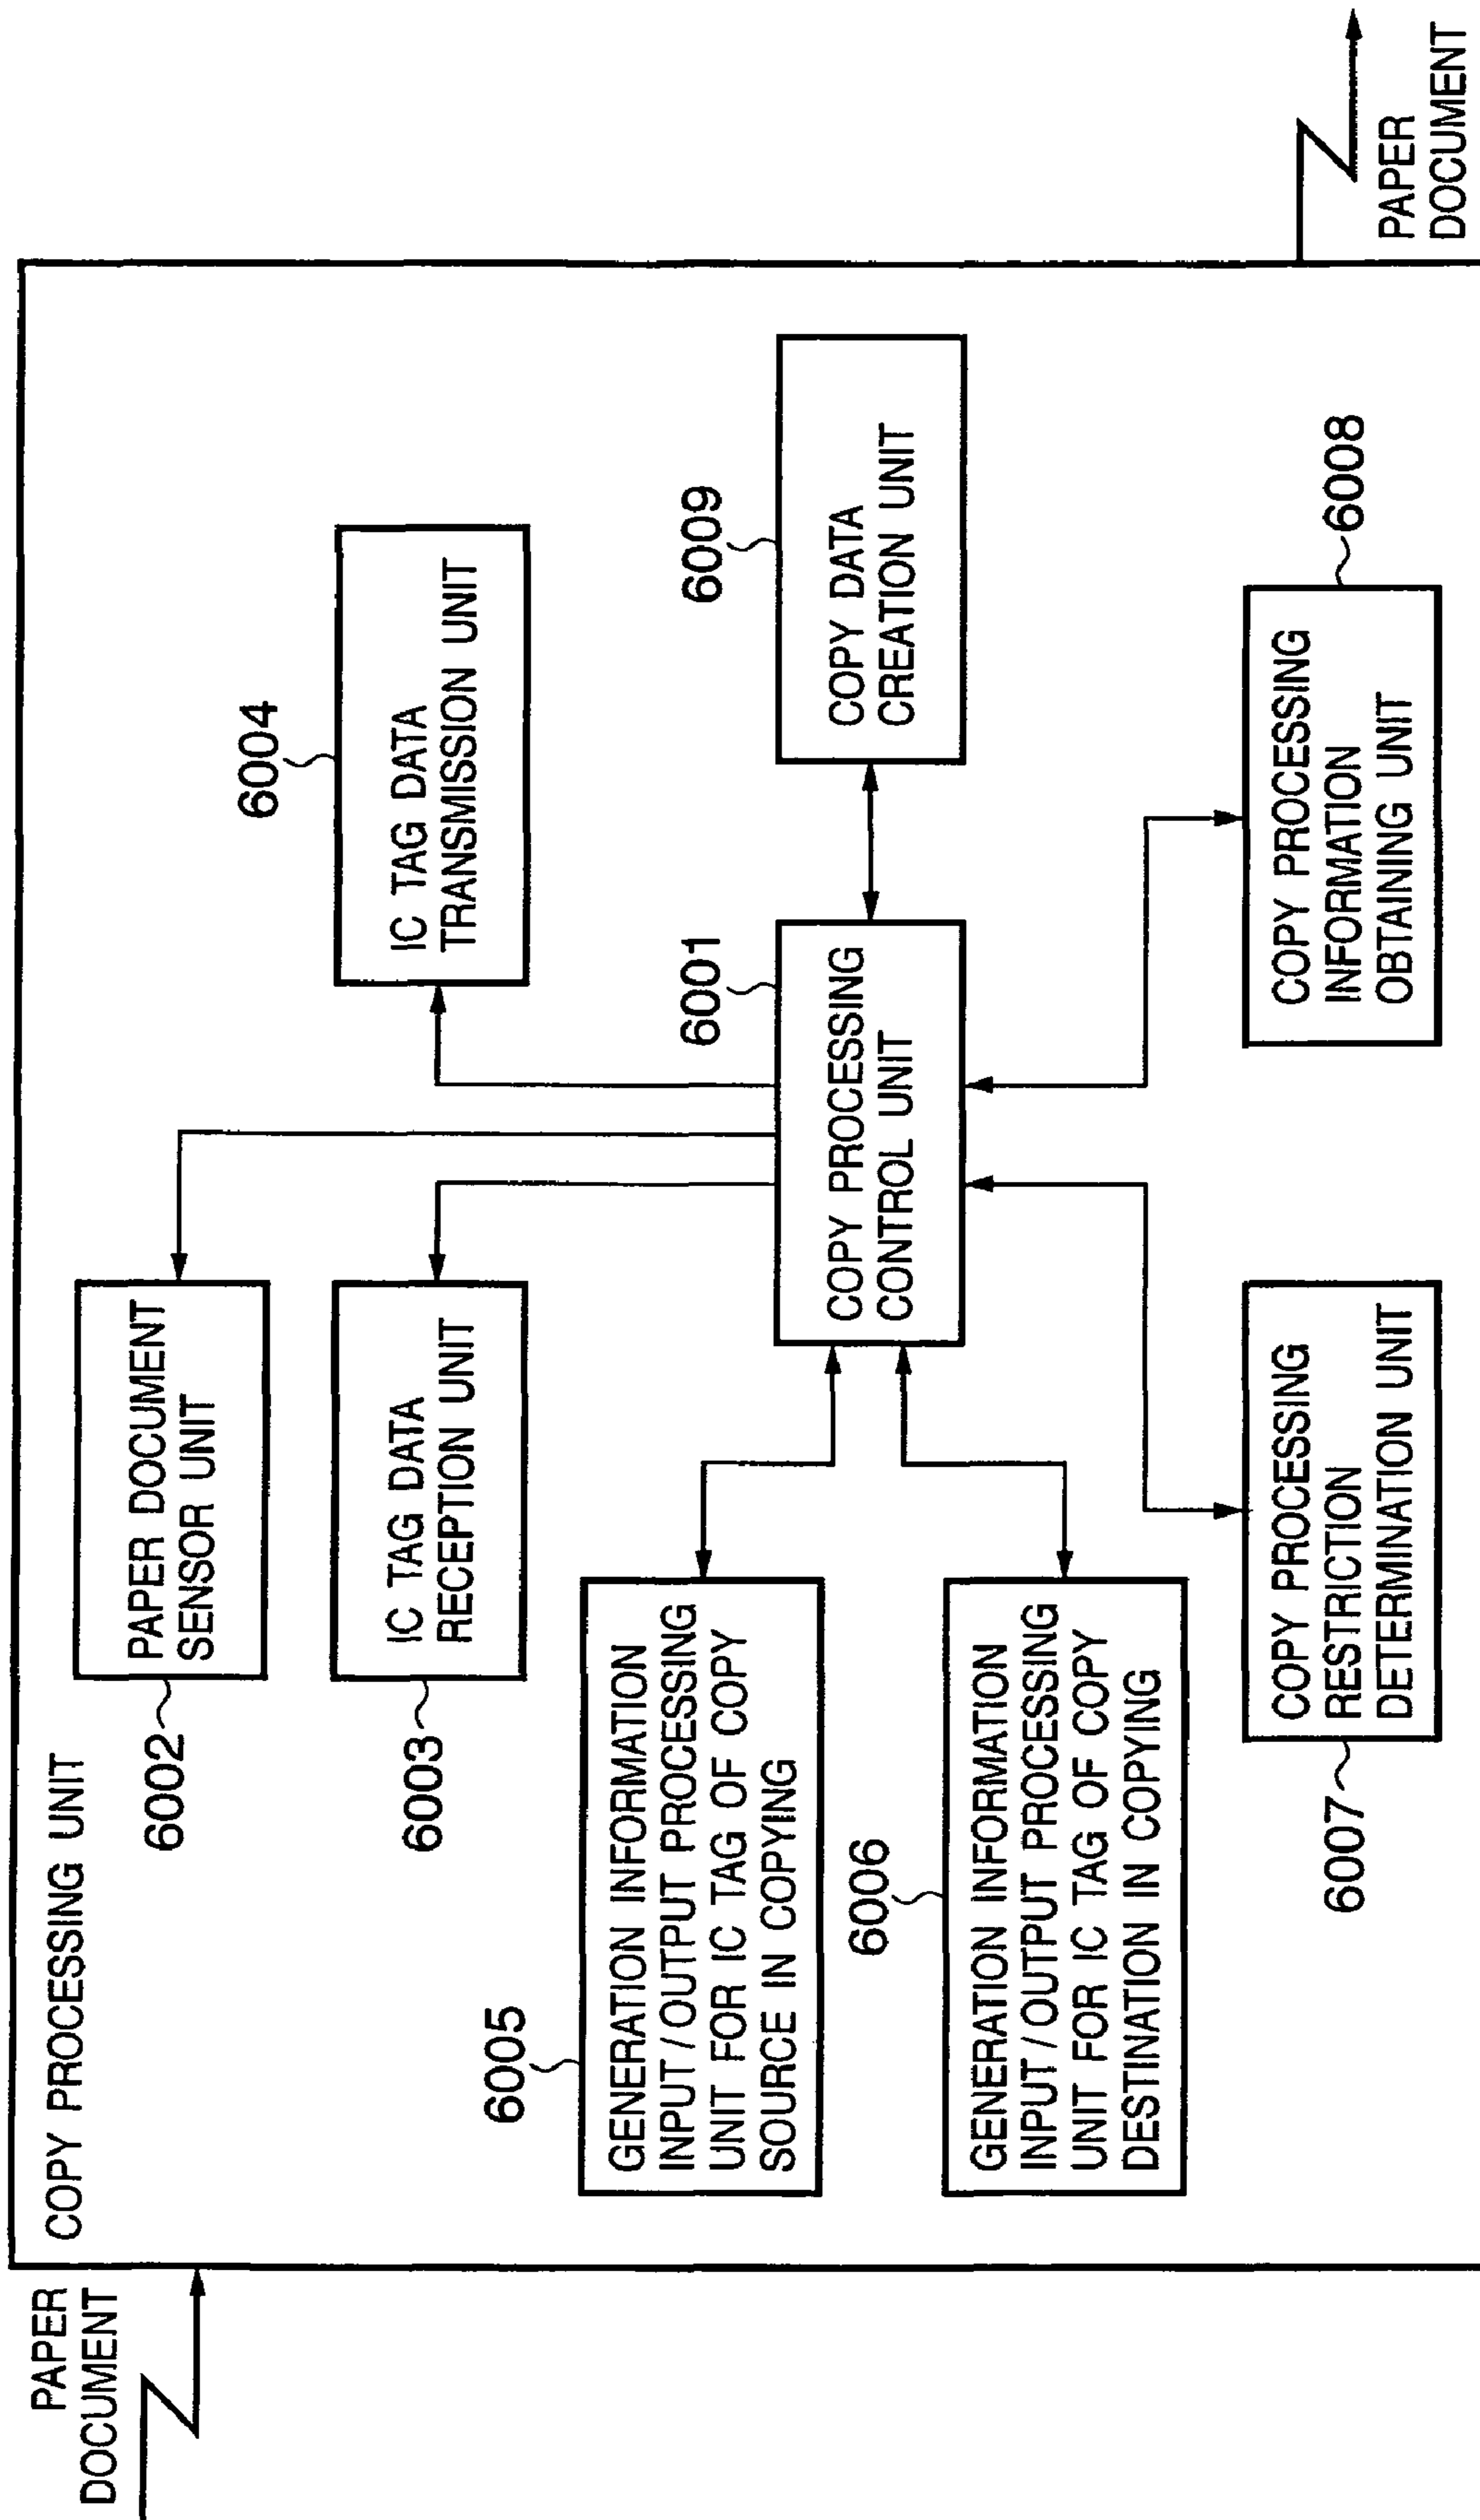 PAPER
DOCUMENT
COPY PROCESSING UNIT
6002
PAPER DOCUMENT
SENSOR UNIT
6003
IC TAG DATA
RECEPTION UNIT
6004
IC TAG DATA
TRANSMISSION UNIT
6005
GENERATION INFORMATION
INPUT/OUTPUT PROCESSING
UNIT FOR IC TAG OF COPY
SOURCE IN COPYING
6001
COPY PROCESSING
CONTROL UNIT
6009
COPY DATA
CREATION UNIT
6006
GENERATION INFORMATION
INPUT/OUTPUT PROCESSING
UNIT FOR IC TAG OF COPY
DESTINATION IN COPYING
6007
COPY PROCESSING
RESTRICTION
DETERMINATION UNIT
6008
COPY PROCESSING
INFORMATION
OBTAINING UNIT
PAPER
DOCUMENT